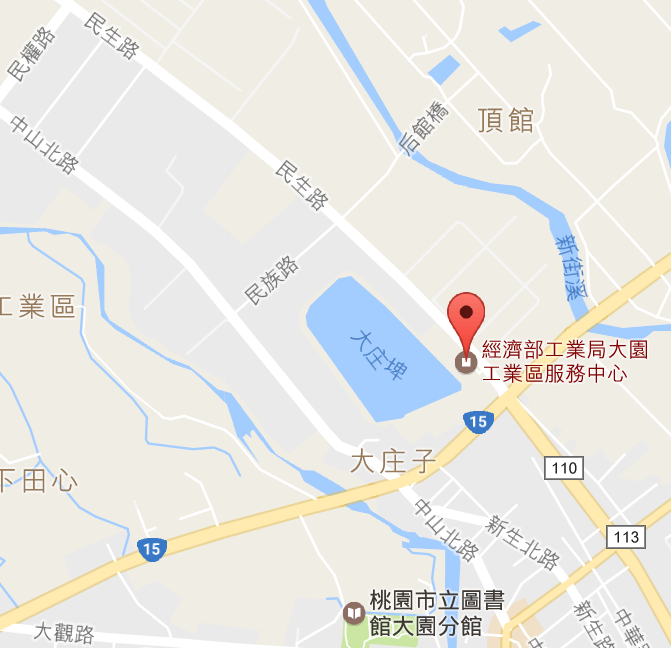 民權路
民生路
中山北路
后館橋
頂館
民生路
新街溪
民族路
工業區
大庄埤
經濟部工業局大園
工業區服務中心
15
大庄子
110
下田心
中山北路
新生北路
113
15
桃園市立圖書
館大園分館
大觀路
新生路
中華
中